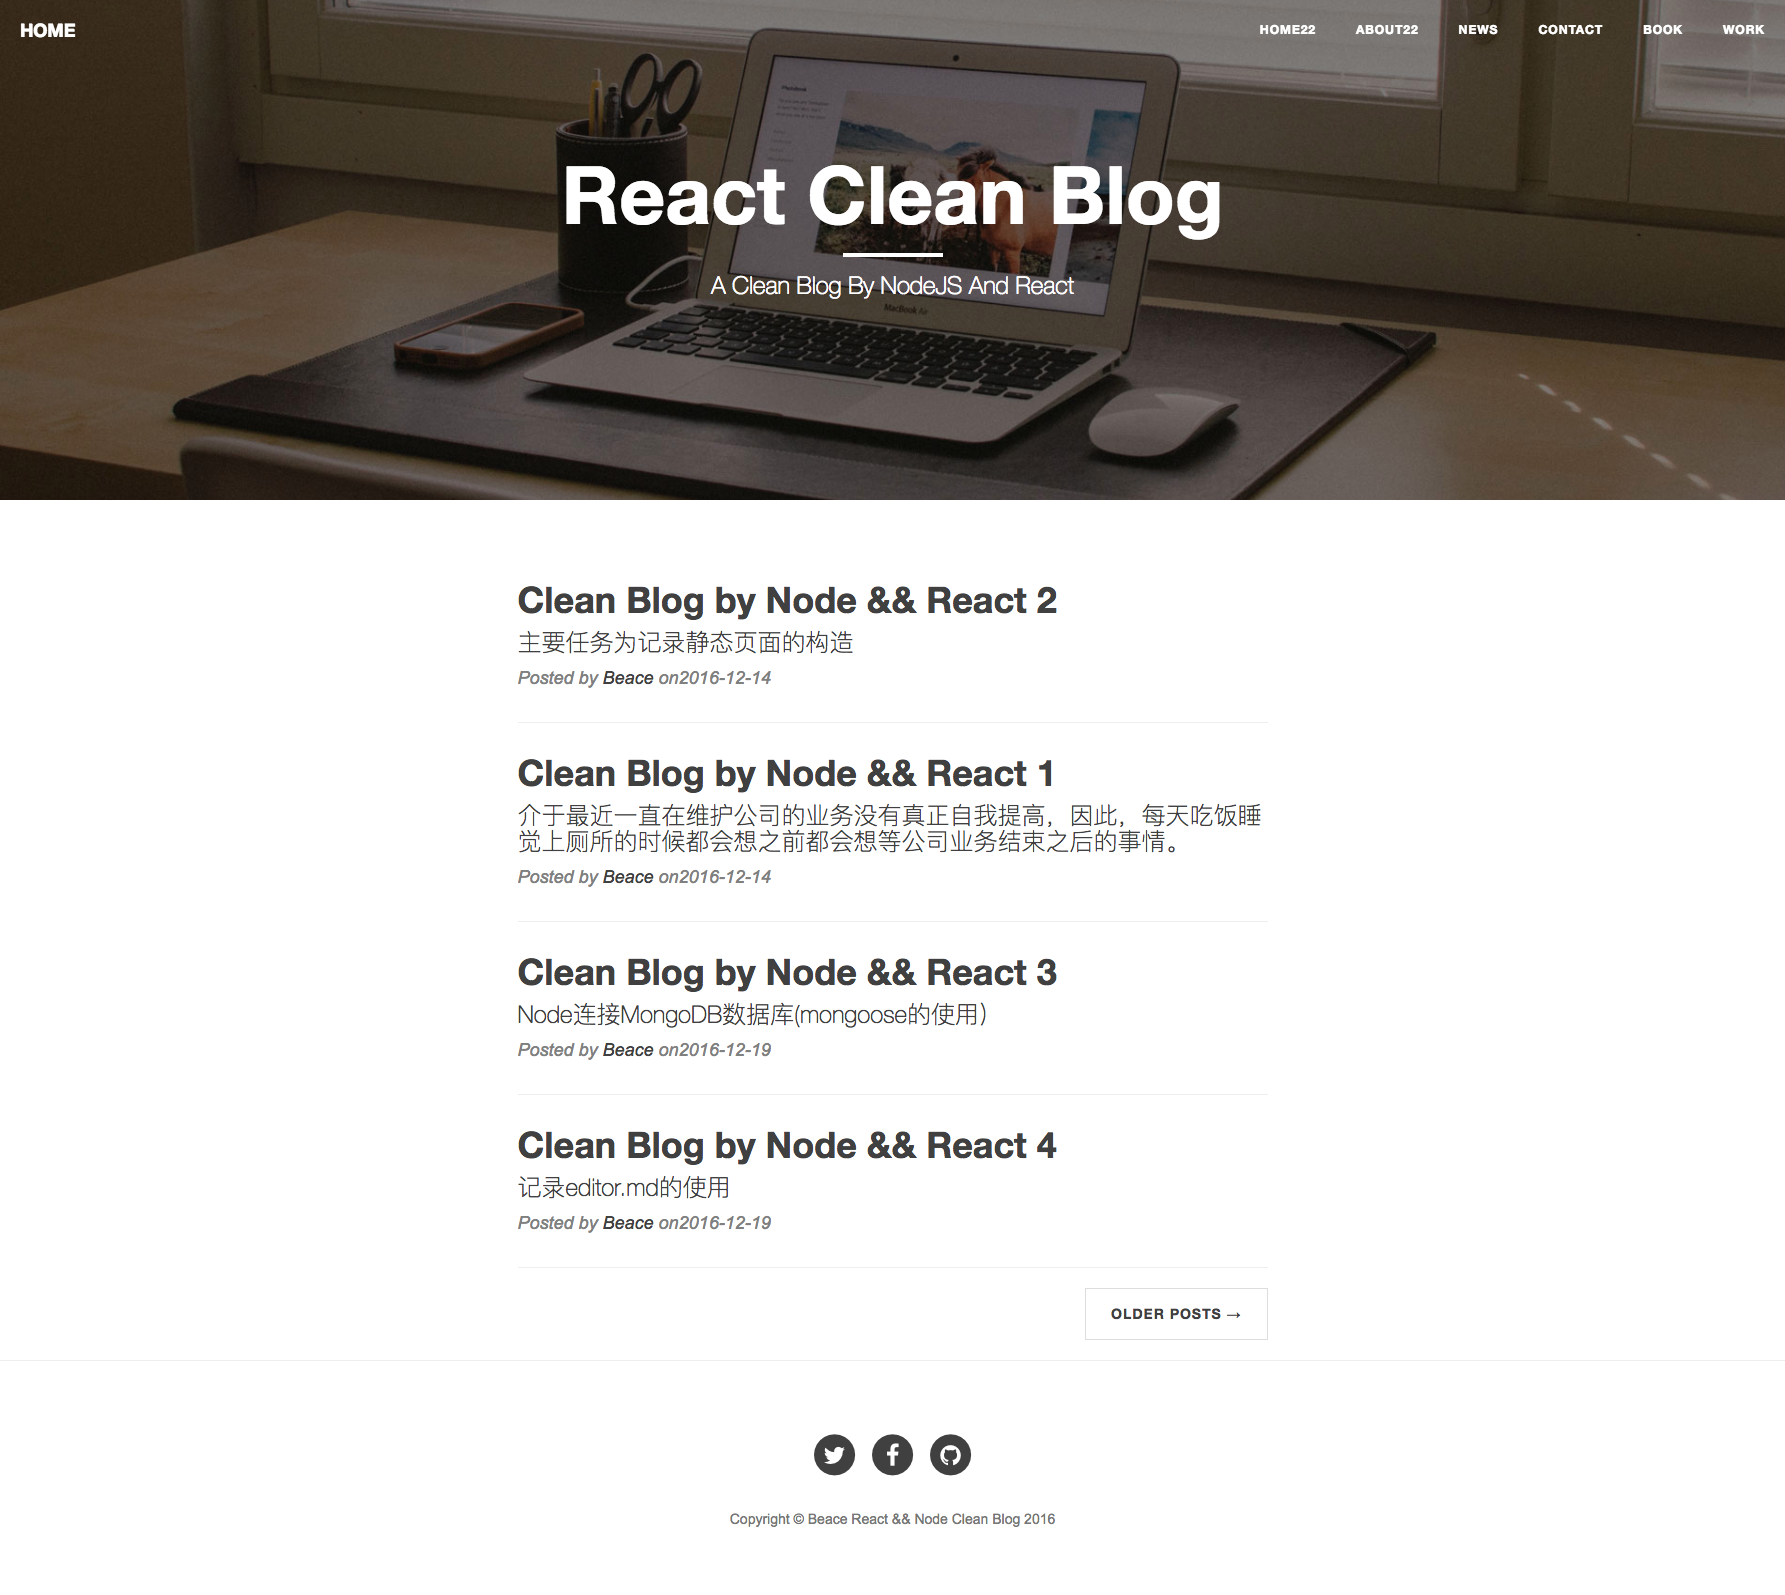 HOME
HOME22 ABOUT22 NEWS CONTACT BOOK WORK
React Clean Blog
A Clean Blog By NodeJS And React
MacBook Air
Clean Blog by Node && React 2
主要任务为记录静态页面的构造
Posted by Beace on2016-12-14
Clean Blog by Node && React 1
介于最近一直在维护公司的业务没有真正自我提高，因此，每天吃饭睡
觉上厕所的时候都会想之前都会想等公司业务结束之后的事情。
Posted by Beace on2016-12-14
Clean Blog by Node && React 3
Node连接MongoDB数据库(mongoose的使用）
Posted by Beace on2016-12-19
Clean Blog by Node && React 4
记录editor.md的使用
Posted by Beace on2016-12-19
OLDER POSTS →
Copyright © Beace React && Node Clean Blog 2016